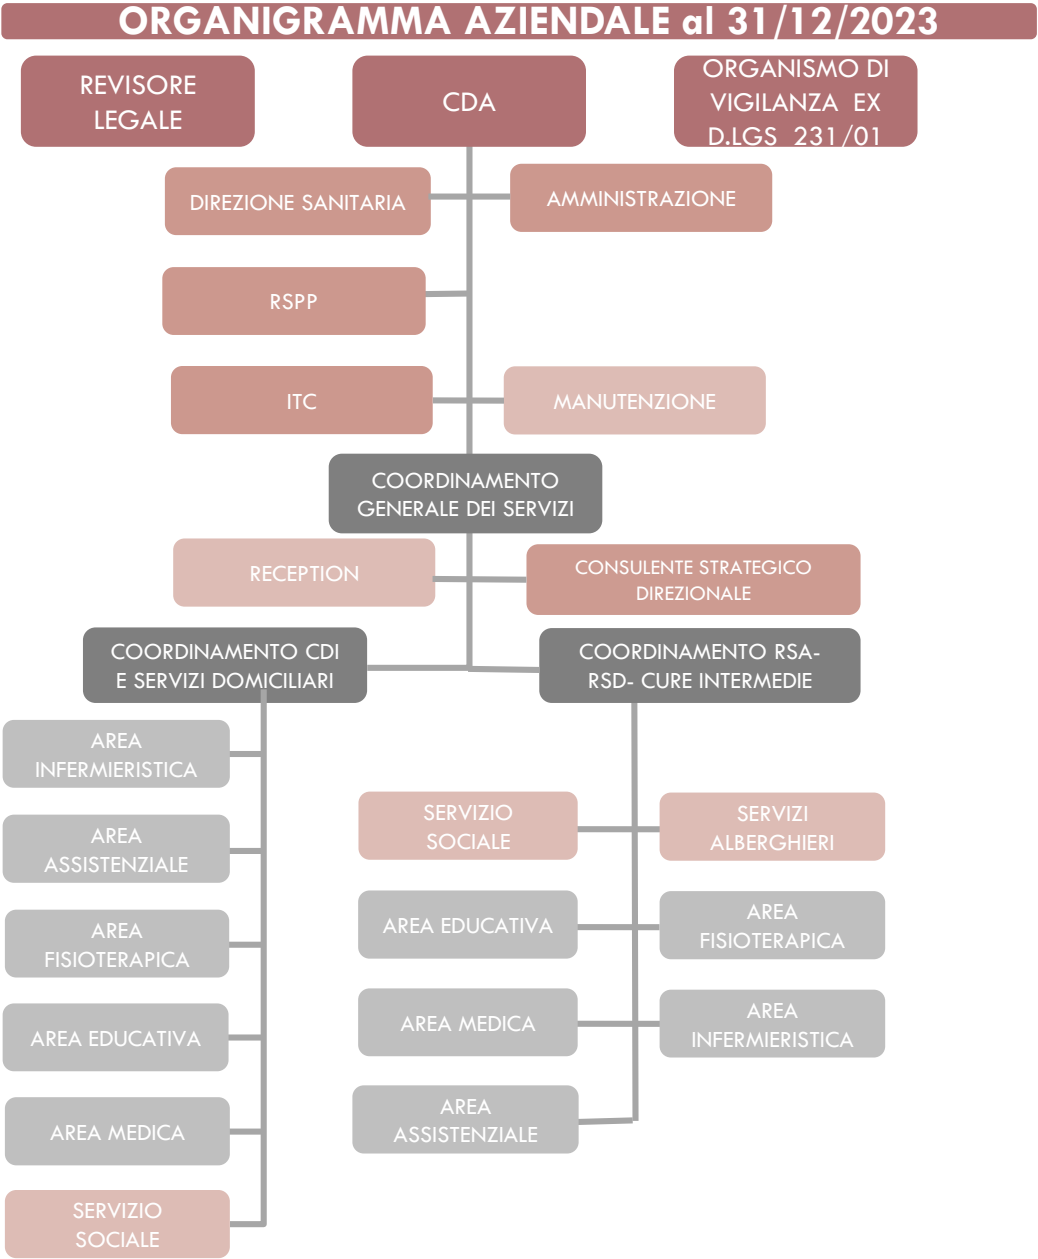 ORGANIGRAMMA AZIENDALE al 31/12/2023
REVISORE
LEGALE
CDA
ORGANISMO DI
VIGILANZA EX
D.LGS 231/01
DIREZIONE SANITARIA
AMMINISTRAZIONE
RSPP
ITC
MANUTENZIONE
COORDINAMENTO
GENERALE DEI SERVIZI
RECEPTION
CONSULENTE STRATEGICO
DIREZIONALE
COORDINAMENTO CDI
E SERVIZI DOMICILIARI
COORDINAMENTO RSA-
RSD- CURE INTERMEDIE
AREA
INFERMIERISTICA
AREA
ASSISTENZIALE
AREA
FISIOTERAPICA
AREA EDUCATIVA
AREA MEDICA
SERVIZIO
SOCIALE
SERVIZIO
SOCIALE
SERVIZI
ALBERGHIERI
AREA EDUCATIVA
AREA
FISIOTERAPICA
AREA MEDICA
AREA
INFERMIERISTICA
AREA
ASSISTENZIALE